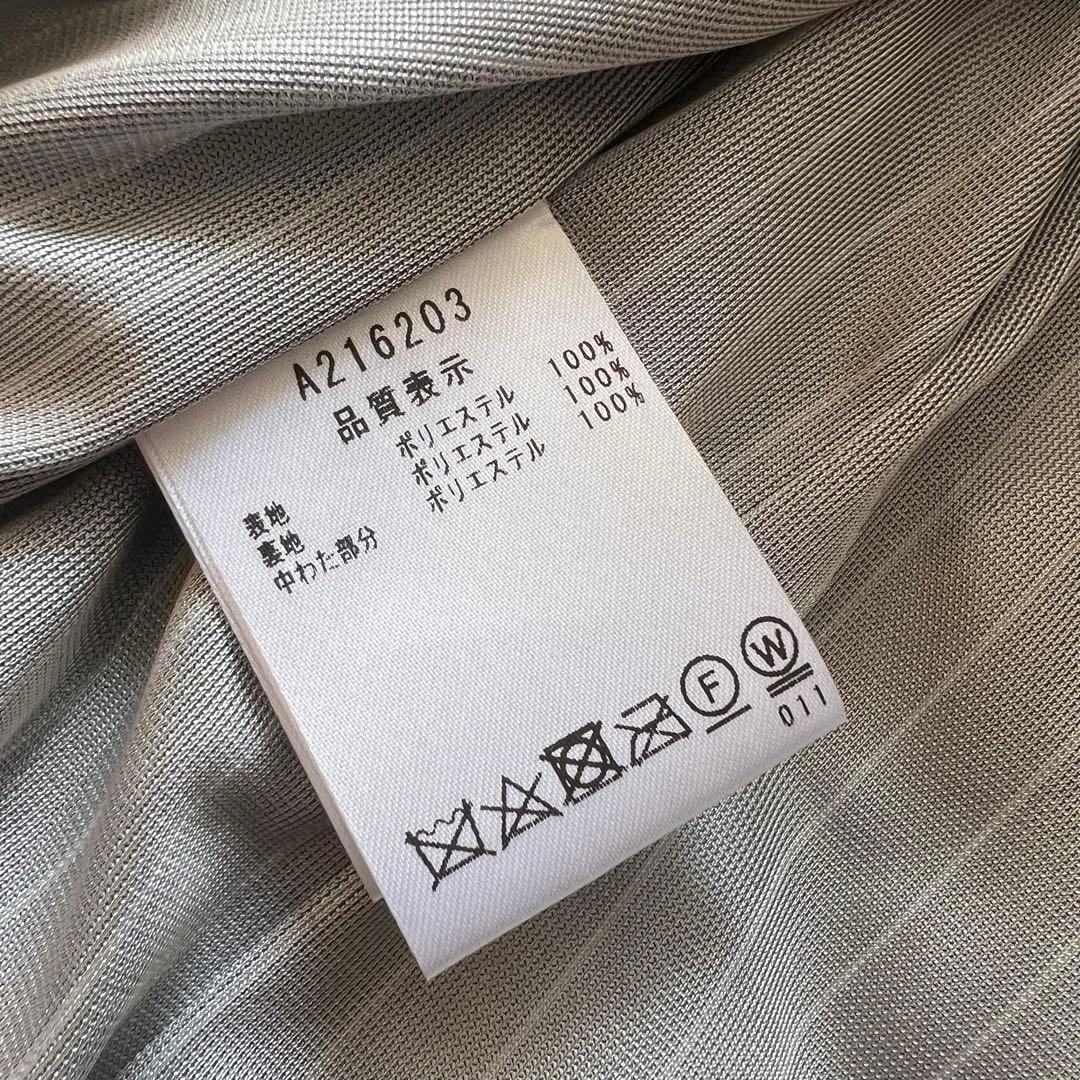 A216203
品質表示
表地 ポリエステル 100%
裏地 ポリエステル 100%
中わた部分 ポリエステル 100%
F W
011